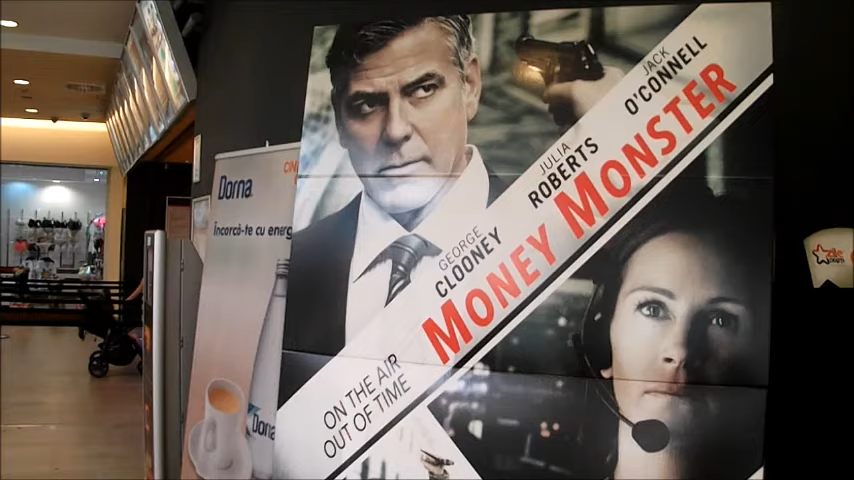 JACK
O'CONNELL
JULIA
ROBERTS
GEORGE
CLOONEY
MONEY MONSTER
ON THE AIR
OUT OF TIME
Dorna
Încarcă-te cu energ
Dorna